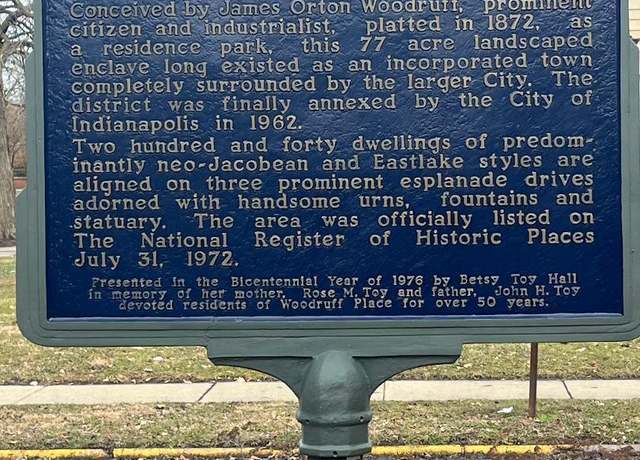 Conceived by James Orton Woodruff, prominent
citizen and industrialist, platted in 1872, as
a residence park, this 77 acre landscaped
enclave long existed as an incorporated town
completely surrounded by the larger City. The
district was finally annexed by the City of
Indianapolis in 1962.
Two hundred and forty dwellings of predom-
inantly neo-Jacobean and Eastlake styles are
aligned on three prominent esplanade drives
adorned with handsome urns, fountains and
statuary. The area was officially listed on
The National Register of Historic Places
July 31, 1972.
Presented in the Bicentennial Year of 1976 by Betsy Toy Hall
in memory of her mother, Rose M. Toy and father, John H. Toy
devoted residents of Woodruff Place for over 50 years.